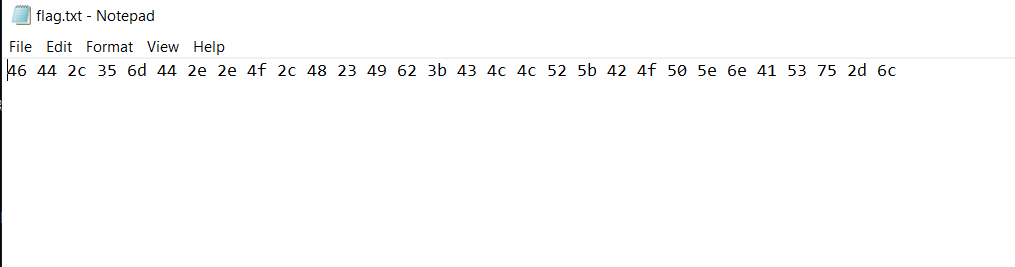 flag.txt - Notepad
File Edit Format View Help
46 44 2c 35 6d 44 2e 2e 4f 2c 48 23 49 62 3b 43 4c 4c 52 5b 42 4f 50 5e 6e 41 53 75 2d 6c